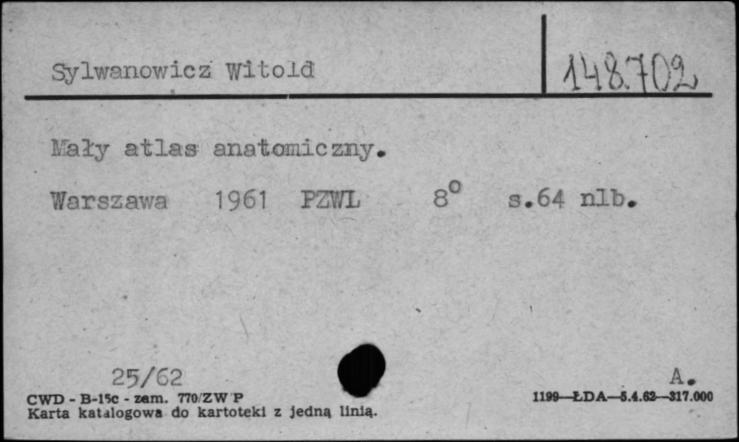 Sylwanowicz Witold
148.702
Mały atlas anatomiczny.
Warszawa 1961 PZWL 8° s.64 nlb.
25/62 A.
CWD - B-15c - zam. 770/ZW P
1199—ŁDA—5.4.62—317.000
Karta katalogowa do kartoteki z jedną linią.